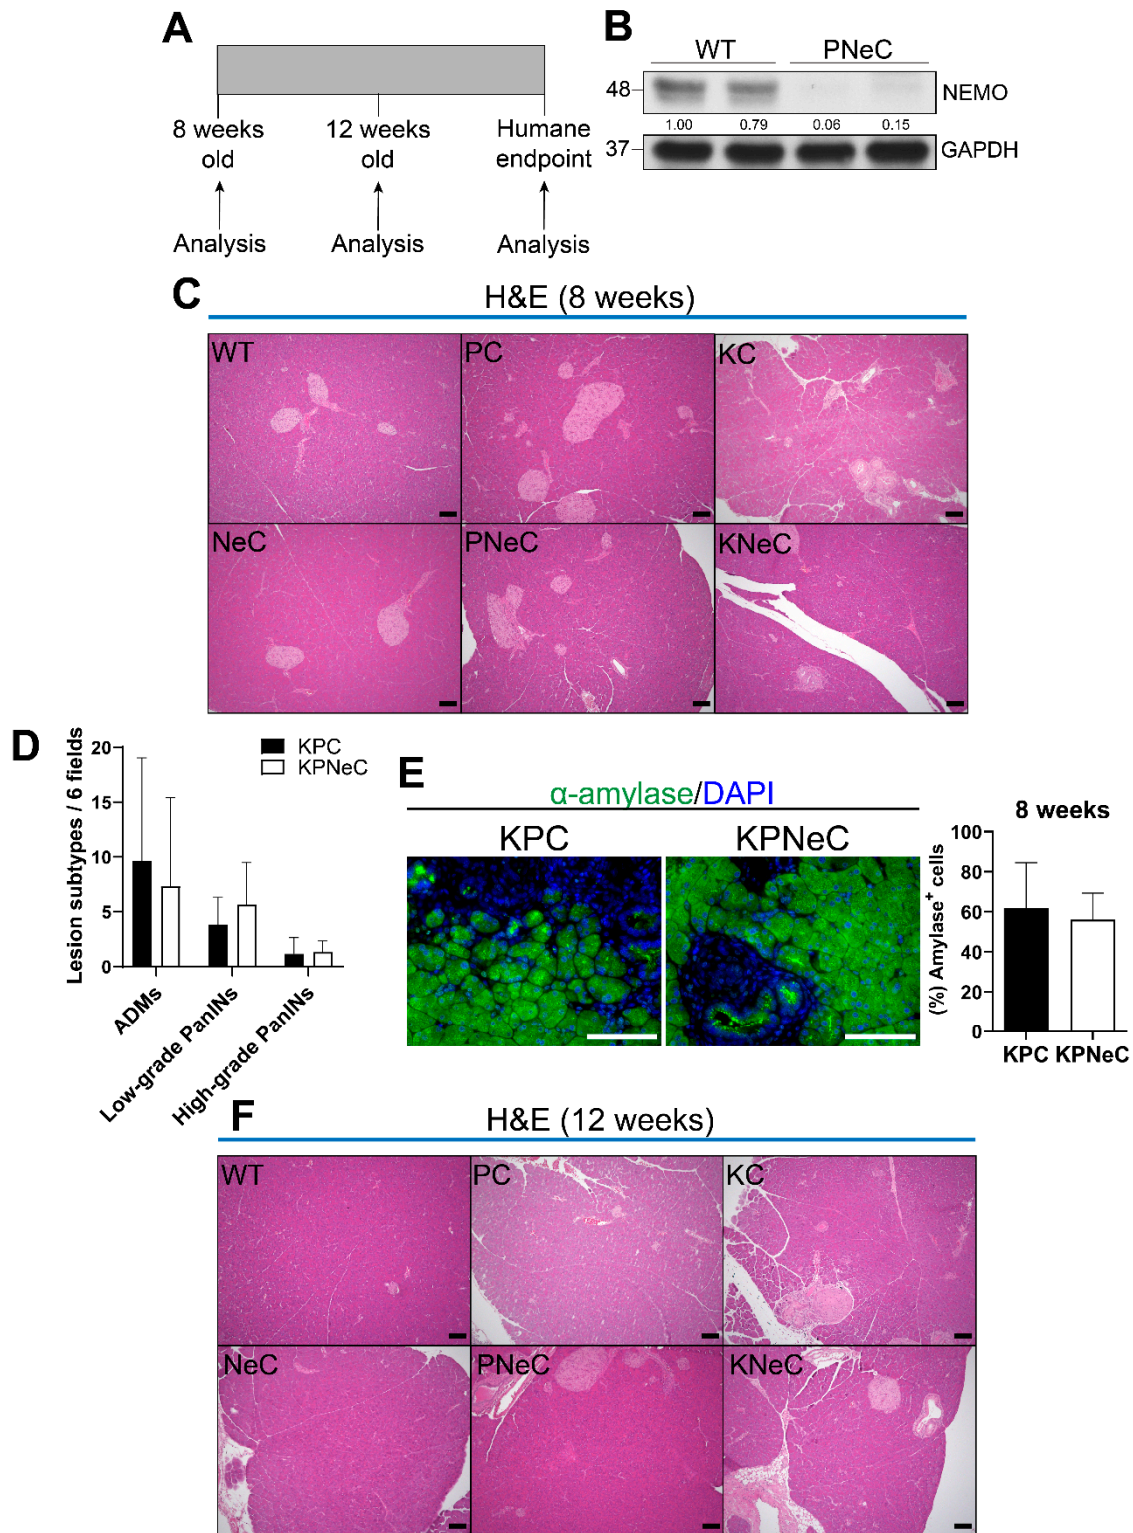 A
8 weeks old
12 weeks old
Humane endpoint
Analysis
Analysis
Analysis
B
WT
PNeC
48
NEMO
1.00
0.79
0.06
0.15
37
GAPDH
C
H&E (8 weeks)
WT
PC
KC
NeC
PNeC
KNeC
D
Lesion subtypes / 6 fields
20
15
10
5
0
KPC
KPNeC
ADMs
Low-grade PanINs
High-grade PanINs
E
α-amylase/DAPI
KPC
KPNeC
8 weeks
(%) Amylase⁺ cells
100
80
60
40
20
0
KPC
KPNeC
F
H&E (12 weeks)
WT
PC
KC
NeC
PNeC
KNeC